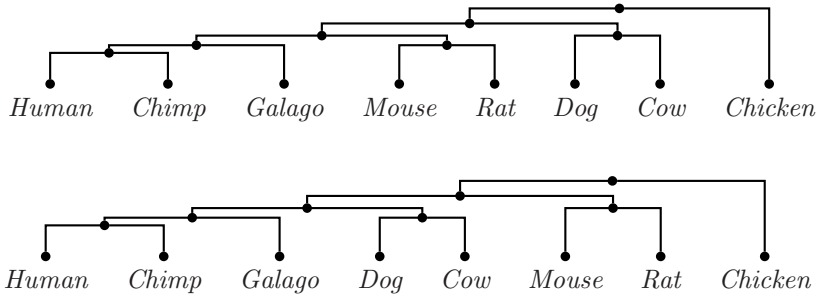 Human Chimp Galago Mouse Rat Dog Cow Chicken
Human Chimp Galago Dog Cow Mouse Rat Chicken